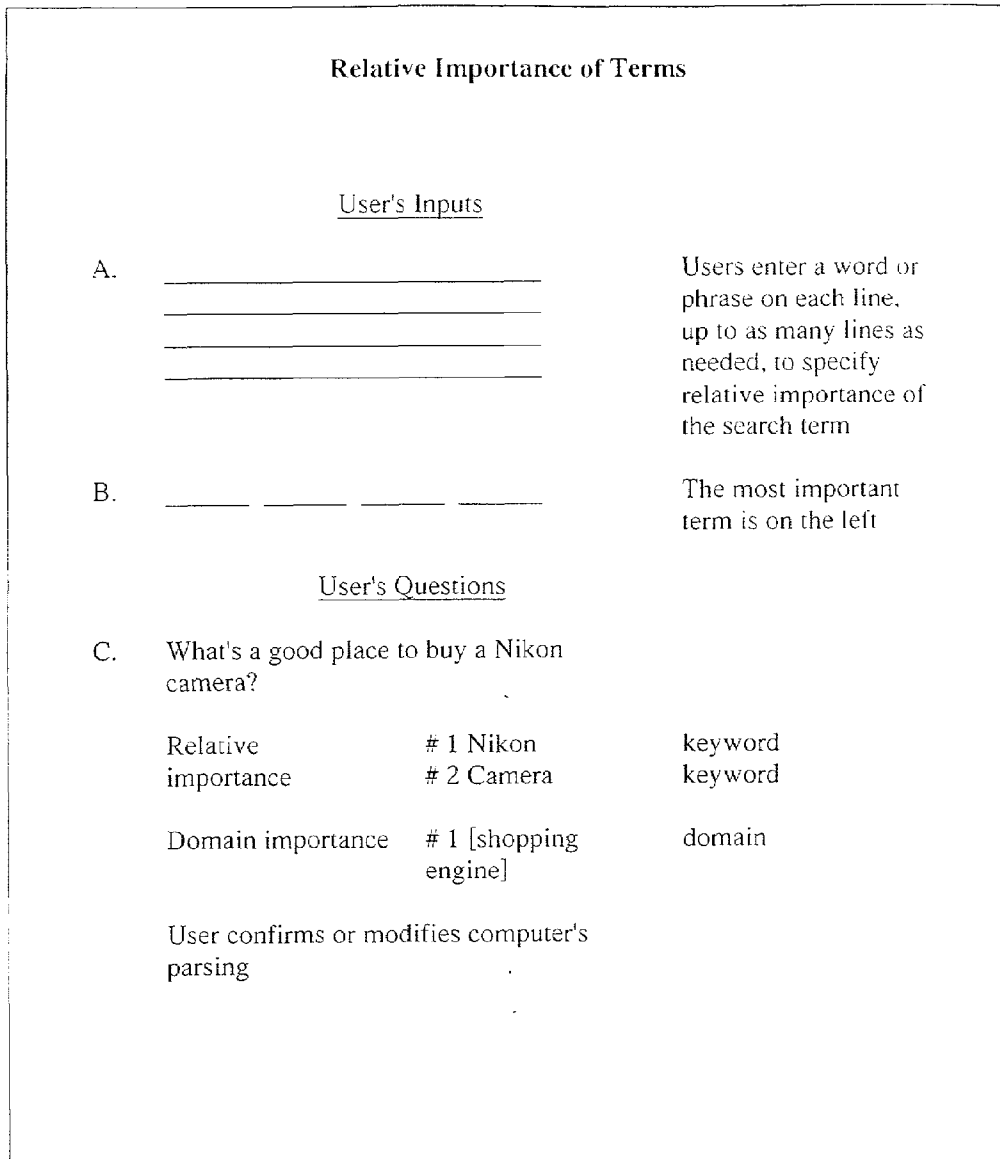 Relative Importance of Terms
User's Inputs
A.
Users enter a word or
phrase on each line,
up to as many lines as
needed, to specify
relative importance of
the search term
B.
The most important
term is on the left
User's Questions
C. What's a good place to buy a Nikon
camera?
Relative # 1 Nikon keyword
importance # 2 Camera keyword
Domain importance # 1 [shopping domain
engine]
User confirms or modifies computer's
parsing